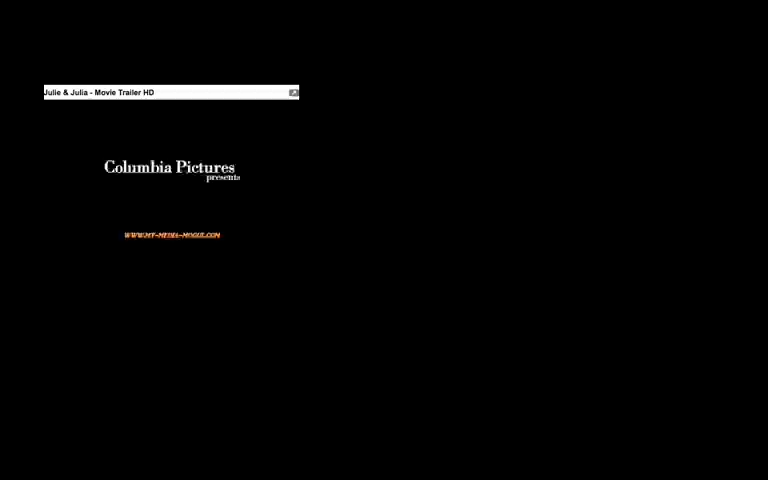 Julie & Julia - Movie Trailer HD
Columbia Pictures
presents
WWW.MY-MEDIA-MOGUL.COM